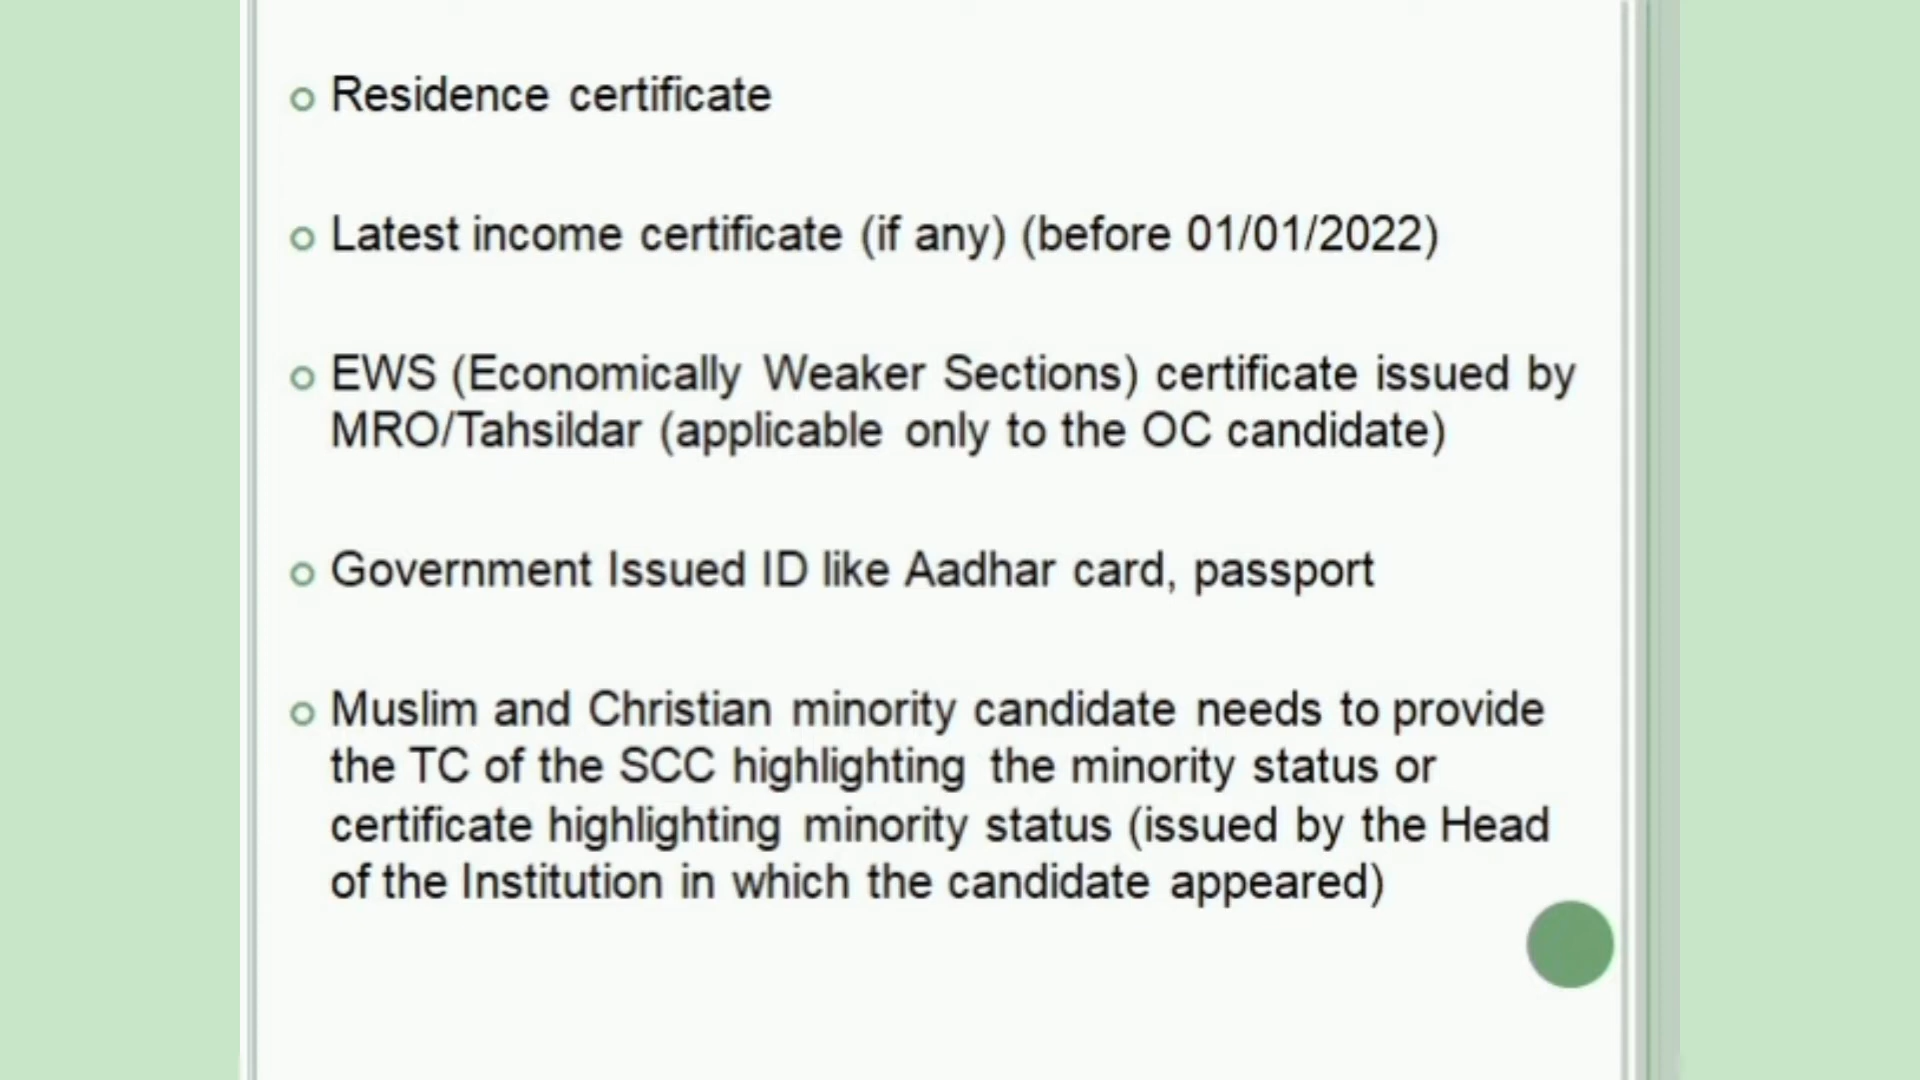 Residence certificate
Latest income certificate (if any) (before 01/01/2022)
EWS (Economically Weaker Sections) certificate issued by
MRO/Tahsildar (applicable only to the OC candidate)
Government Issued ID like Aadhar card, passport
Muslim and Christian minority candidate needs to provide
the TC of the SCC highlighting the minority status or
certificate highlighting minority status (issued by the Head
of the Institution in which the candidate appeared)